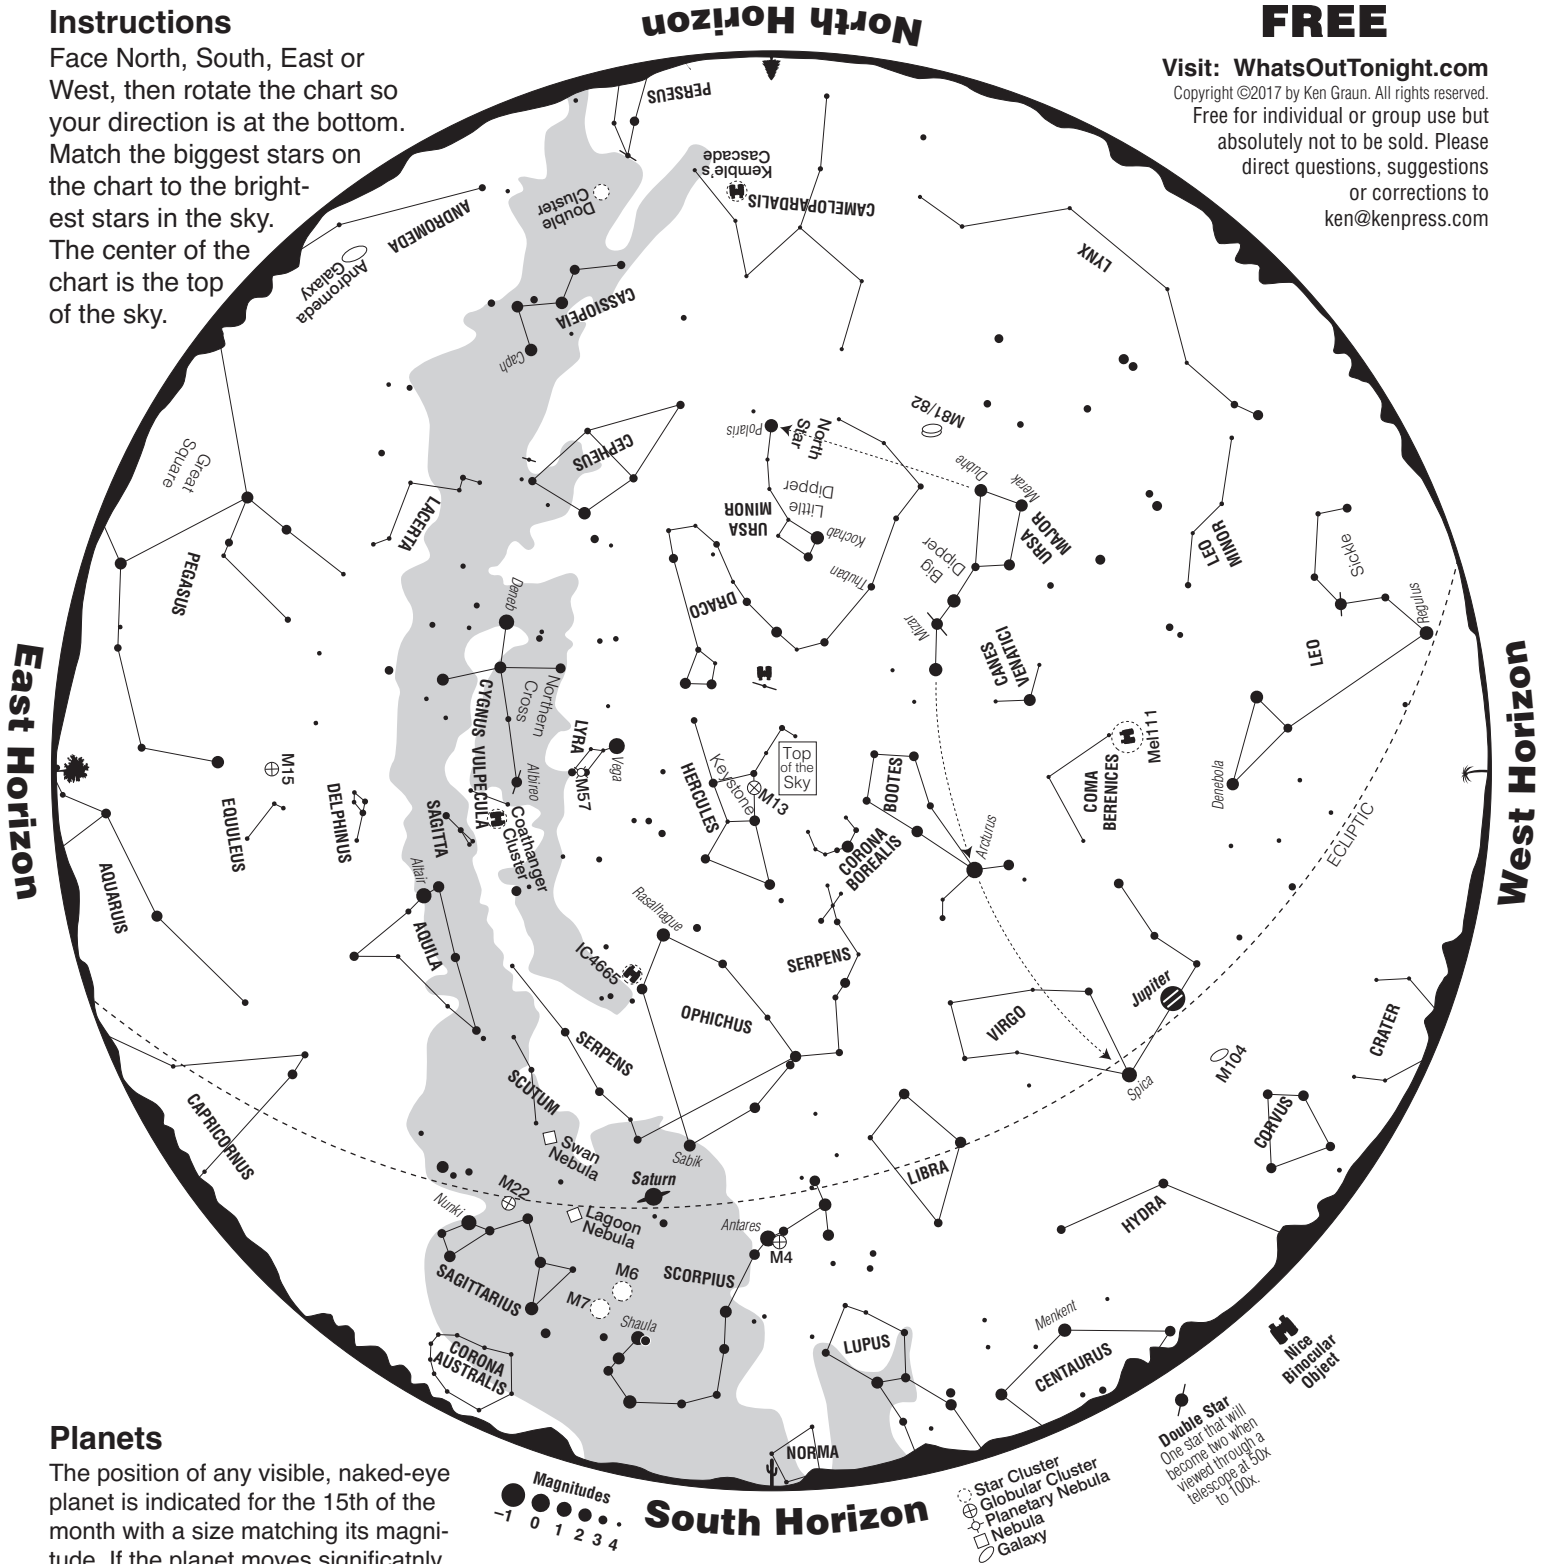 Instructions
Face North, South, East or
West, then rotate the chart so
your direction is at the bottom.
Match the biggest stars on
the chart to the bright-
est stars in the sky.
The center of the
chart is the top
of the sky.
North Horizon
FREE
Visit: WhatsOutTonight.com
Copyright ©2017 by Ken Graun. All rights reserved.
Free for individual or group use but
absolutely not to be sold. Please
direct questions, suggestions
or corrections to
ken@kenpress.com
PERSEUS
Kemble's
Cascade
CAMELOPARDALIS
Double
Cluster
ANDROMEDA
Andromeda
Galaxy
CASSIOPEIA
Caph
LYNX
Great
Square
CEPHEUS
Polaris
North
Star
M81/82
Dubhe
Merak
LACERTA
Little
Dipper
URSA
MINOR
Kochab
Thuban
URSA
MAJOR
Big
Dipper
LEO
MINOR
Sickle
Regulus
PEGASUS
Deneb
DRACO
Mizar
CANES
VENATICI
LEO
East Horizon
West Horizon
CYGNUS
Northern
Cross
LYRA
Vega
M57
Albireo
VULPECULA
Coathanger
Cluster
HERCULES
Keystone
M13
Top
of the
Sky
BOOTES
Mel111
COMA
BERENICES
Denebola
M15
EQUULEUS
DELPHINUS
SAGITTA
Altair
AQUARUIS
AQUILA
CORONA
BOREALIS
Arcturus
ECLIPTIC
Rasalhague
IC4665
OPHICHUS
SERPENS
SERPENS
VIRGO
Jupiter
Spica
M104
CRATER
CORVUS
SCUTUM
CAPRICORNUS
Swan
Nebula
Sabik
Saturn
M22
Nunki
Lagoon
Nebula
Antares
M4
LIBRA
HYDRA
SAGITTARIUS
M6
M7
SCORPIUS
Shaula
CORONA
AUSTRALIS
LUPUS
Menkent
CENTAURUS
NORMA
South Horizon
Nice
Binocular
Object
Double Star
One star that will
become two when
viewed through a
telescope at 50x
to 100x.
Star Cluster
Globular Cluster
Planetary Nebula
Nebula
Galaxy
Magnitudes
–1 0 1 2 3 4
Planets
The position of any visible, naked-eye
planet is indicated for the 15th of the
month with a size matching its magni-
tude. If the planet moves significatnly